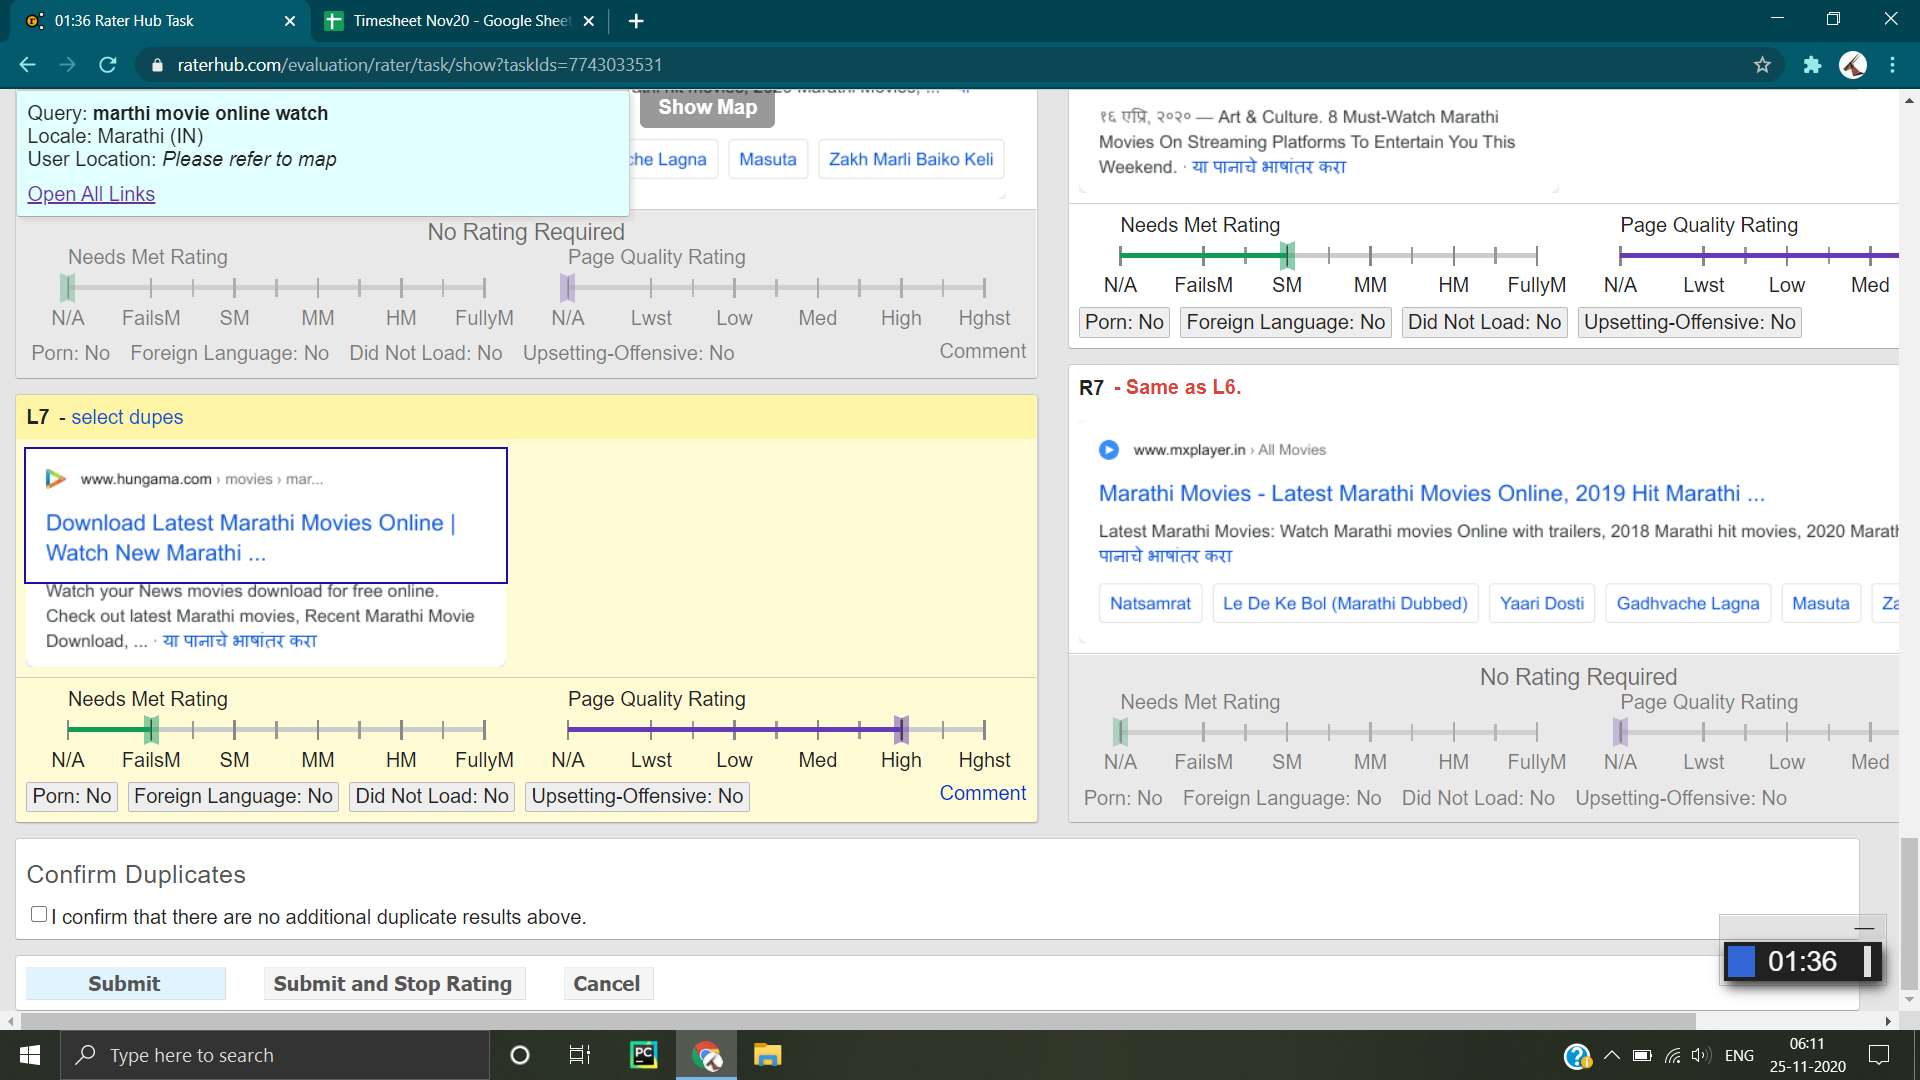 01:36 Rater Hub Task
Timesheet Nov20 - Google Sheet
raterhub.com/evaluation/rater/task/show?taskIds=7743033531
Query: marthi movie online watch
Locale: Marathi (IN)
User Location: Please refer to map
Open All Links
Show Map
che Lagna Masuta Zakh Marli Baiko Keli
No Rating Required
Needs Met Rating Page Quality Rating
N/A FailsM SM MM HM FullyM N/A Lwst Low Med High Hghst
Porn: No Foreign Language: No Did Not Load: No Upsetting-Offensive: No Comment
L7 - select dupes
www.hungama.com › movies › mar...
Download Latest Marathi Movies Online |
Watch New Marathi ...
Watch your News movies download for free online.
Check out latest Marathi movies, Recent Marathi Movie
Download, ... · या पानाचे भाषांतर करा
Needs Met Rating Page Quality Rating
N/A FailsM SM MM HM FullyM N/A Lwst Low Med High Hghst
Porn: No Foreign Language: No Did Not Load: No Upsetting-Offensive: No Comment
१६ एप्रि, २०२० — Art & Culture. 8 Must-Watch Marathi
Movies On Streaming Platforms To Entertain You This
Weekend. · या पानाचे भाषांतर करा
Needs Met Rating Page Quality Rating
N/A FailsM SM MM HM FullyM N/A Lwst Low Med
Porn: No Foreign Language: No Did Not Load: No Upsetting-Offensive: No
R7 - Same as L6.
www.mxplayer.in › All Movies
Marathi Movies - Latest Marathi Movies Online, 2019 Hit Marathi ...
Latest Marathi Movies: Watch Marathi movies Online with trailers, 2018 Marathi hit movies, 2020 Marat
पानाचे भाषांतर करा
Natsamrat Le De Ke Bol (Marathi Dubbed) Yaari Dosti Gadhvache Lagna Masuta Za
No Rating Required
Needs Met Rating Page Quality Rating
N/A FailsM SM MM HM FullyM N/A Lwst Low Med
Porn: No Foreign Language: No Did Not Load: No Upsetting-Offensive: No
Confirm Duplicates
I confirm that there are no additional duplicate results above.
Submit Submit and Stop Rating Cancel
01:36
Type here to search
PC
ENG
06:11
25-11-2020